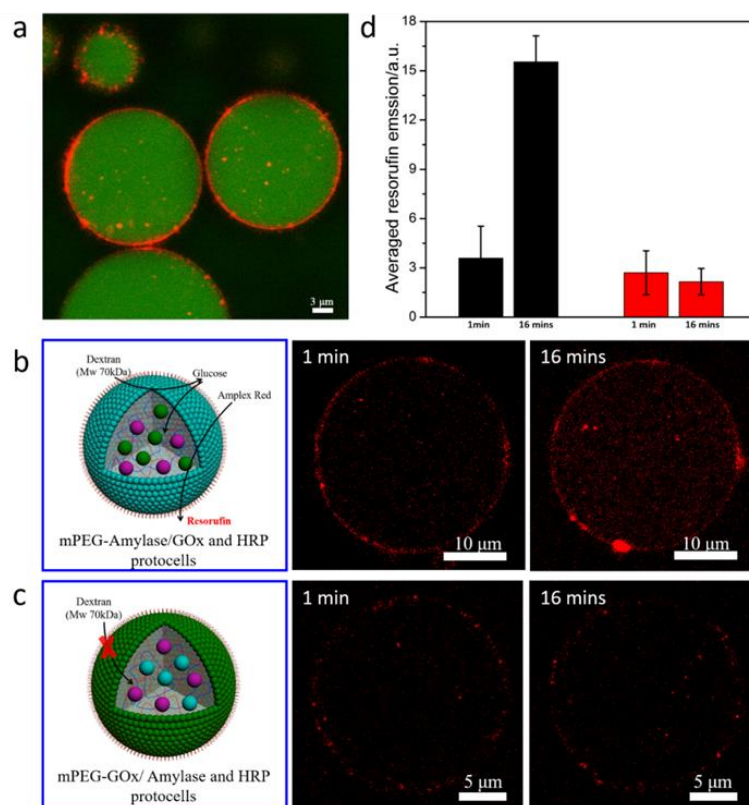 a
3 μm
d
Averaged resorufin emssion/a.u.
18
15
12
9
6
3
0
1min
16 mins
1 min
16 mins
b
Dextran
(Mw 70kDa)
Glucose
Amplex Red
Resorufin
mPEG-Amylase/GOx and HRP
protocells
1 min
10 μm
16 mins
10 μm
c
Dextran
(Mw 70kDa)
X
mPEG-GOx/ Amylase and HRP
protocells
1 min
5 μm
16 mins
5 μm